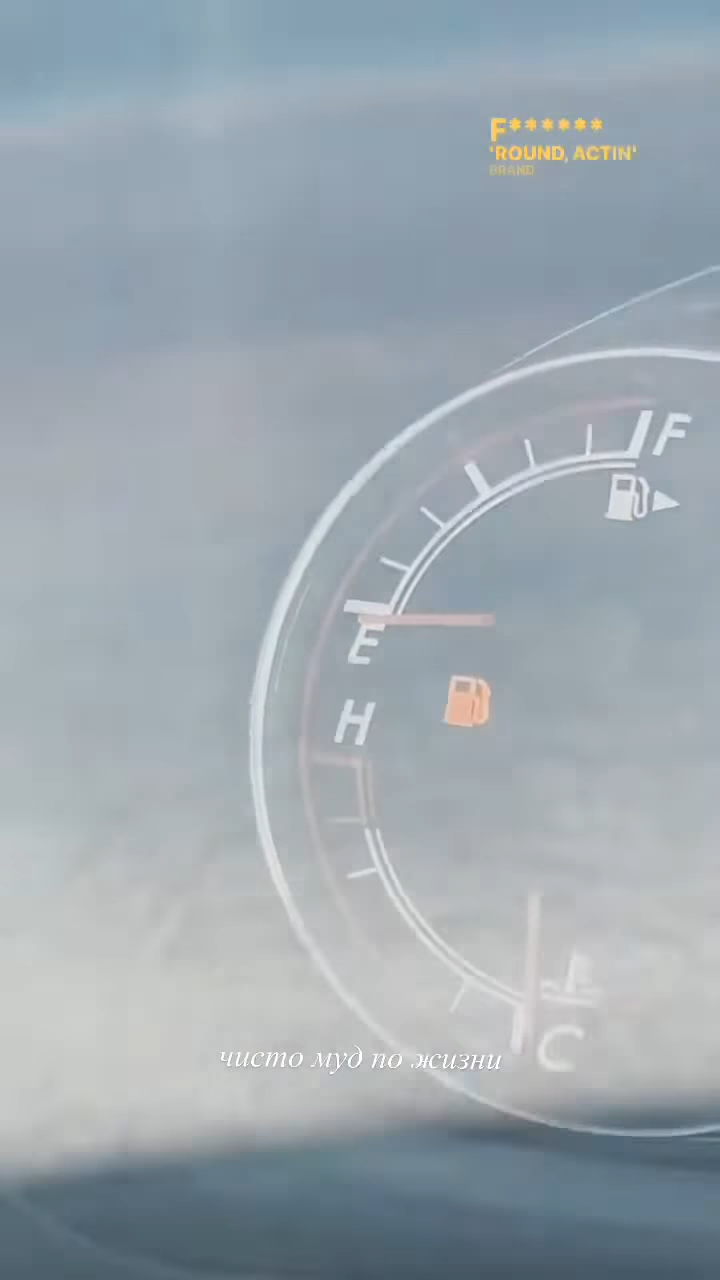 F******
'ROUND, ACTIN'
BRAND
F
E
H
C
чисто муд по жизни